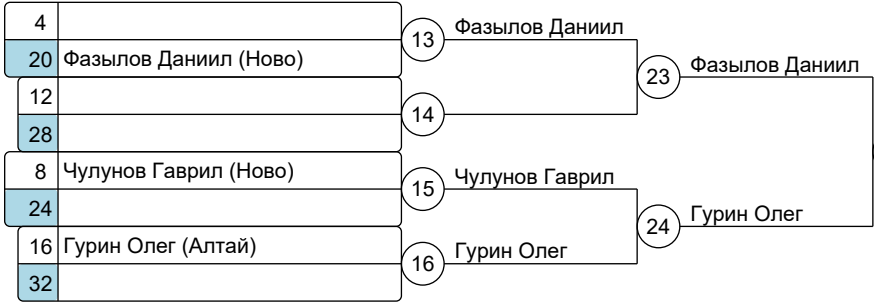 4
20 Фазылов Даниил (Ново)
13
Фазылов Даниил
12
28
14
23
Фазылов Даниил
8 Чулунов Гаврил (Ново)
24
15
Чулунов Гаврил
16 Гурин Олег (Алтай)
32
16
Гурин Олег
24
Гурин Олег